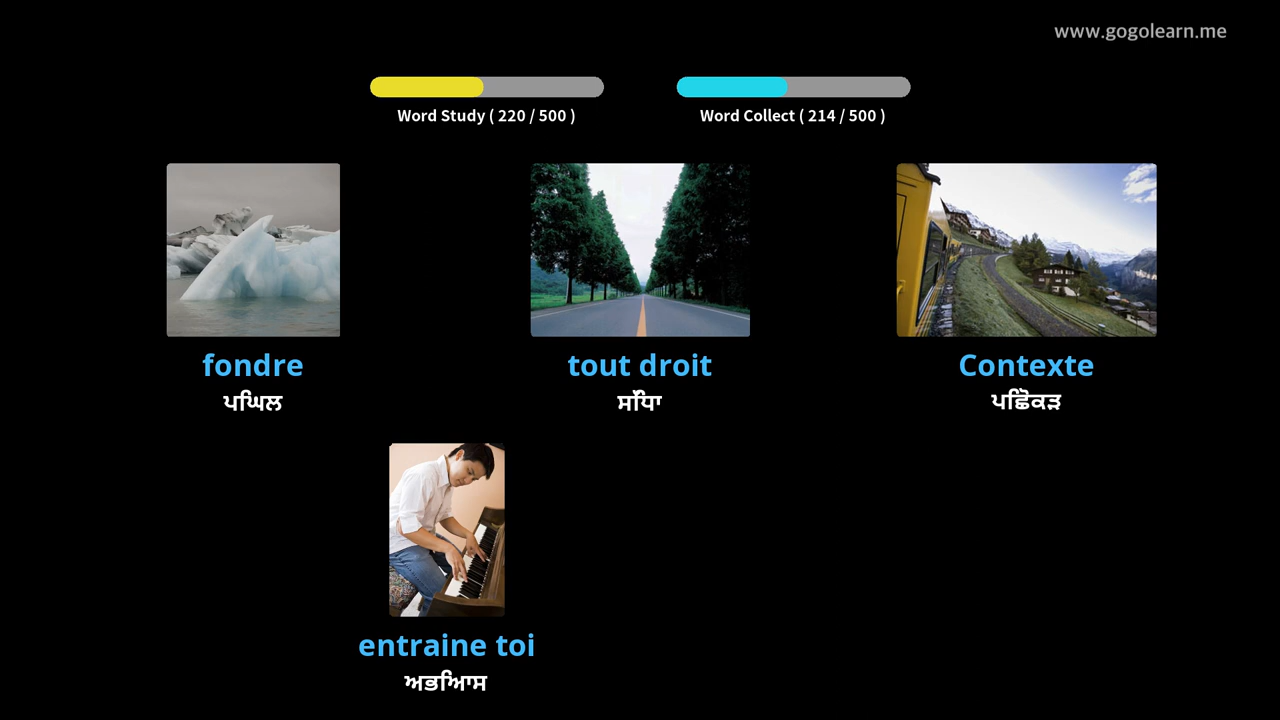 www.gogolearn.me
Word Study ( 220 / 500 )
Word Collect ( 214 / 500 )
fondre
ਪਘਿਲ
tout droit
ਸਿੱਧਾ
Contexte
ਪਿਛੋਕੜ
entraine toi
ਅਭਿਆਸ